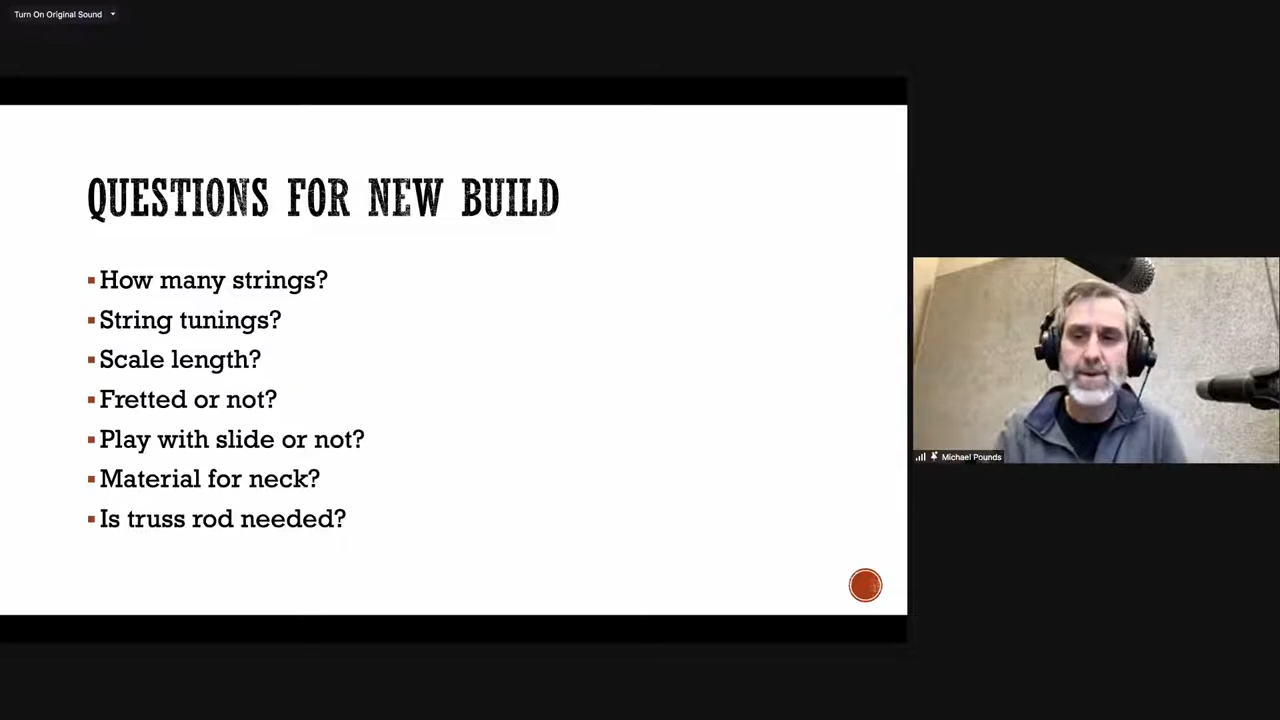 Turn On Original Sound
QUESTIONS FOR NEW BUILD
▪How many strings?
▪String tunings?
▪Scale length?
▪Fretted or not?
▪Play with slide or not?
▪Material for neck?
▪Is truss rod needed?
Michael Pounds